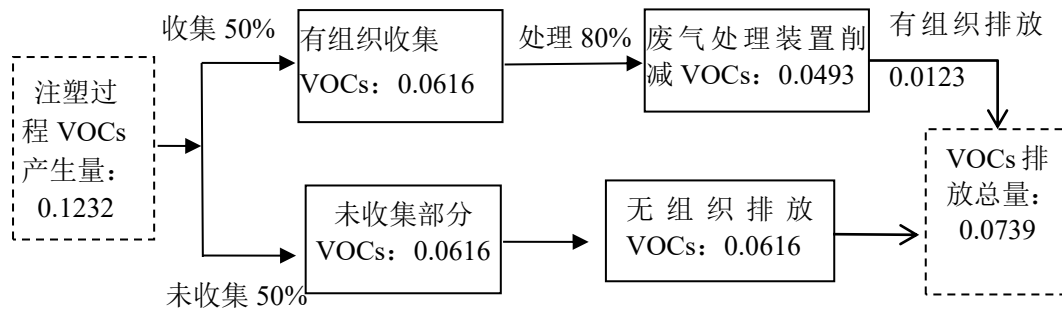 注塑过
程 VOCs
产生量：
0.1232
收集 50%
有组织收集
VOCs：0.0616
处理 80%
废气处理装置削
减 VOCs：0.0493
有组织排放
0.0123
未收集 50%
未收集部分
VOCs：0.0616
无组织排放
VOCs：0.0616
VOCs 排
放总量：
0.0739